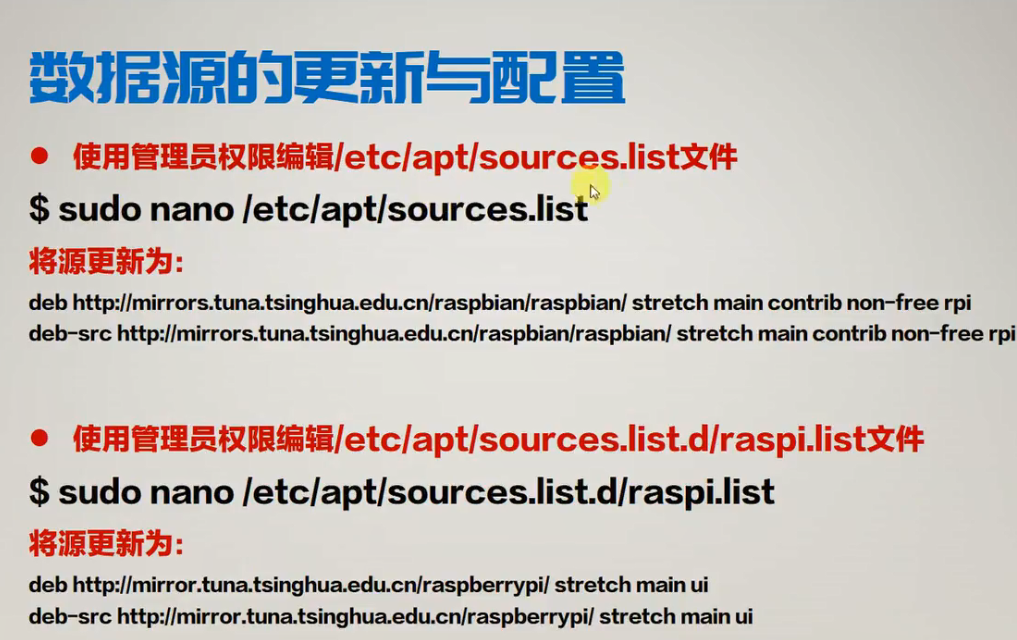 数据源的更新与配置
● 使用管理员权限编辑/etc/apt/sources.list文件
$ sudo nano /etc/apt/sources.list
将源更新为:
deb http://mirrors.tuna.tsinghua.edu.cn/raspbian/raspbian/ stretch main contrib non-free rpi
deb-src http://mirrors.tuna.tsinghua.edu.cn/raspbian/raspbian/ stretch main contrib non-free rpi
● 使用管理员权限编辑/etc/apt/sources.list.d/raspi.list文件
$ sudo nano /etc/apt/sources.list.d/raspi.list
将源更新为:
deb http://mirror.tuna.tsinghua.edu.cn/raspberrypi/ stretch main ui
deb-src http://mirror.tuna.tsinghua.edu.cn/raspberrypi/ stretch main ui